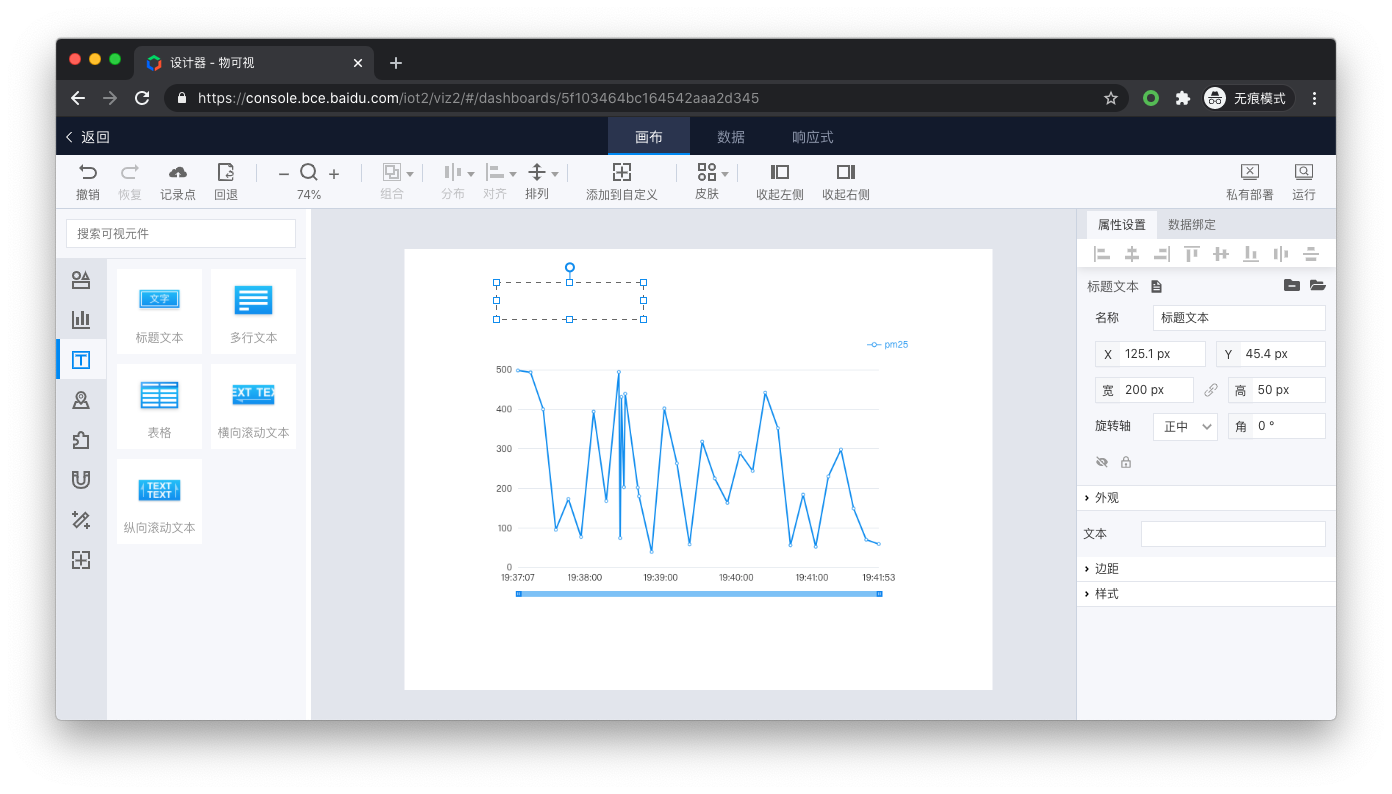 设计器 - 物可视
https://console.bce.baidu.com/iot2/viz2/#/dashboards/5f103464bc164542aaa2d345
无痕模式
返回
画布 数据 响应式
撤销 恢复 记录点 回退 74% 组合 分布 对齐 排列 添加到自定义 皮肤 收起左侧 收起右侧 私有部署 运行
搜索可视元件
文字
标题文本 多行文本
EXT TEX
表格 横向滚动文本
TEXT
TEXT
纵向滚动文本
pm25
500
400
300
200
100
0
19:37:07 19:38:00 19:39:00 19:40:00 19:41:00 19:41:53
属性设置 数据绑定
标题文本
名称 标题文本
X 125.1 px Y 45.4 px
宽 200 px 高 50 px
旋转轴 正中 角 0 °
外观
文本
边距
样式